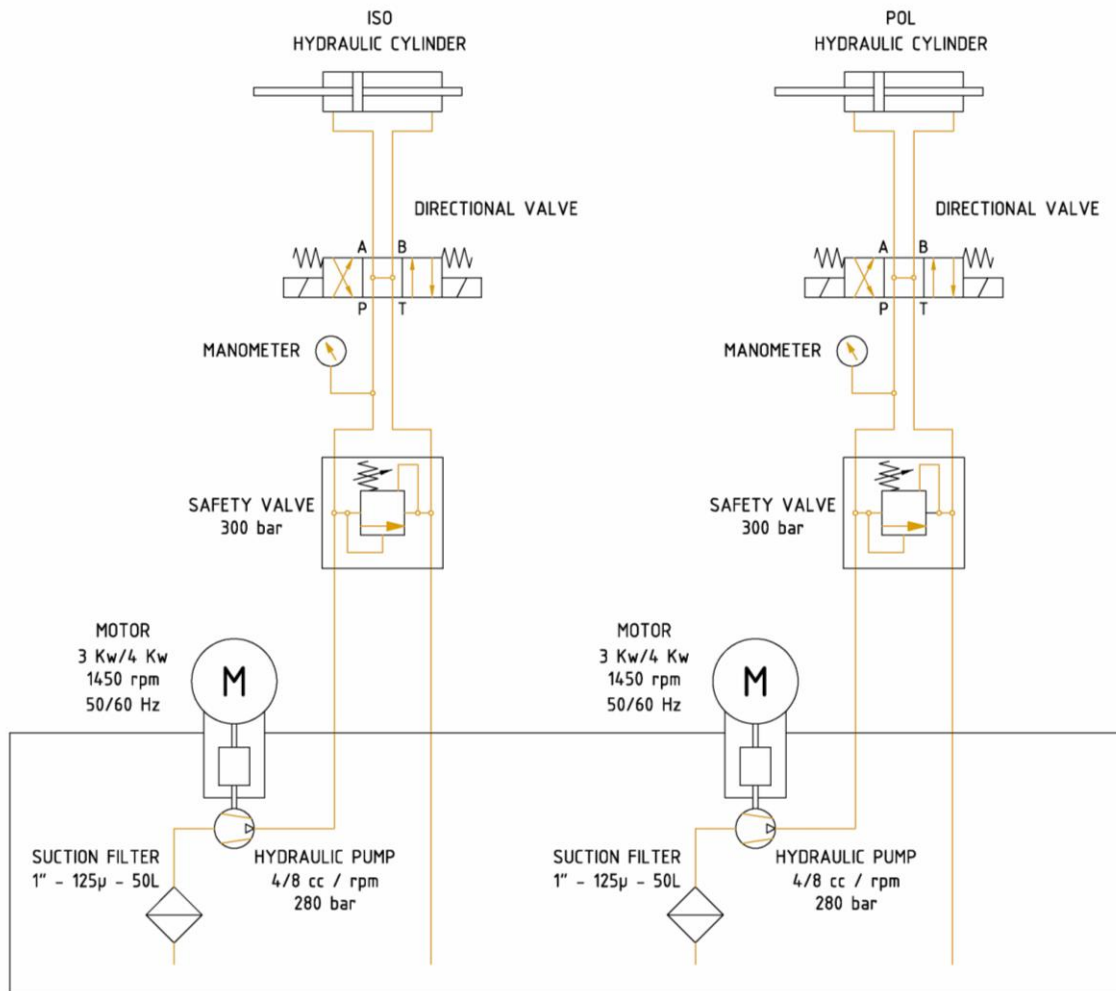 ISO
HYDRAULIC CYLINDER
POL
HYDRAULIC CYLINDER
DIRECTIONAL VALVE
DIRECTIONAL VALVE
A B
A B
P T
P T
MANOMETER
MANOMETER
SAFETY VALVE
300 bar
SAFETY VALVE
300 bar
MOTOR
3 Kw/4 Kw
1450 rpm
50/60 Hz
M
MOTOR
3 Kw/4 Kw
1450 rpm
50/60 Hz
M
SUCTION FILTER
1" - 125µ - 50L
HYDRAULIC PUMP
4/8 cc / rpm
280 bar
SUCTION FILTER
1" - 125µ - 50L
HYDRAULIC PUMP
4/8 cc / rpm
280 bar